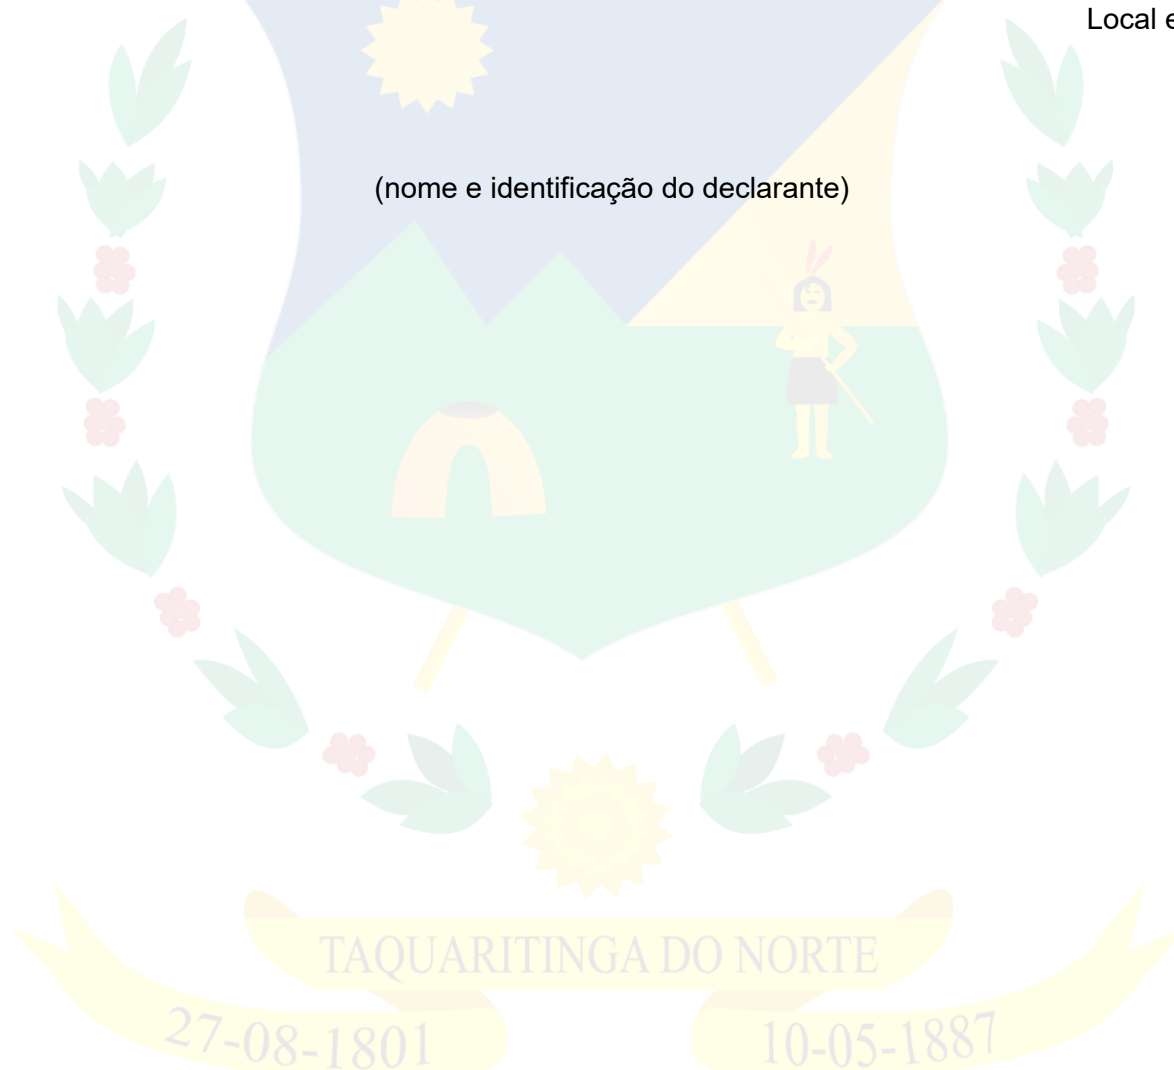 Local e
(nome e identificação do declarante)
TAQUARITINGA DO NORTE
27-08-1801
10-05-1887